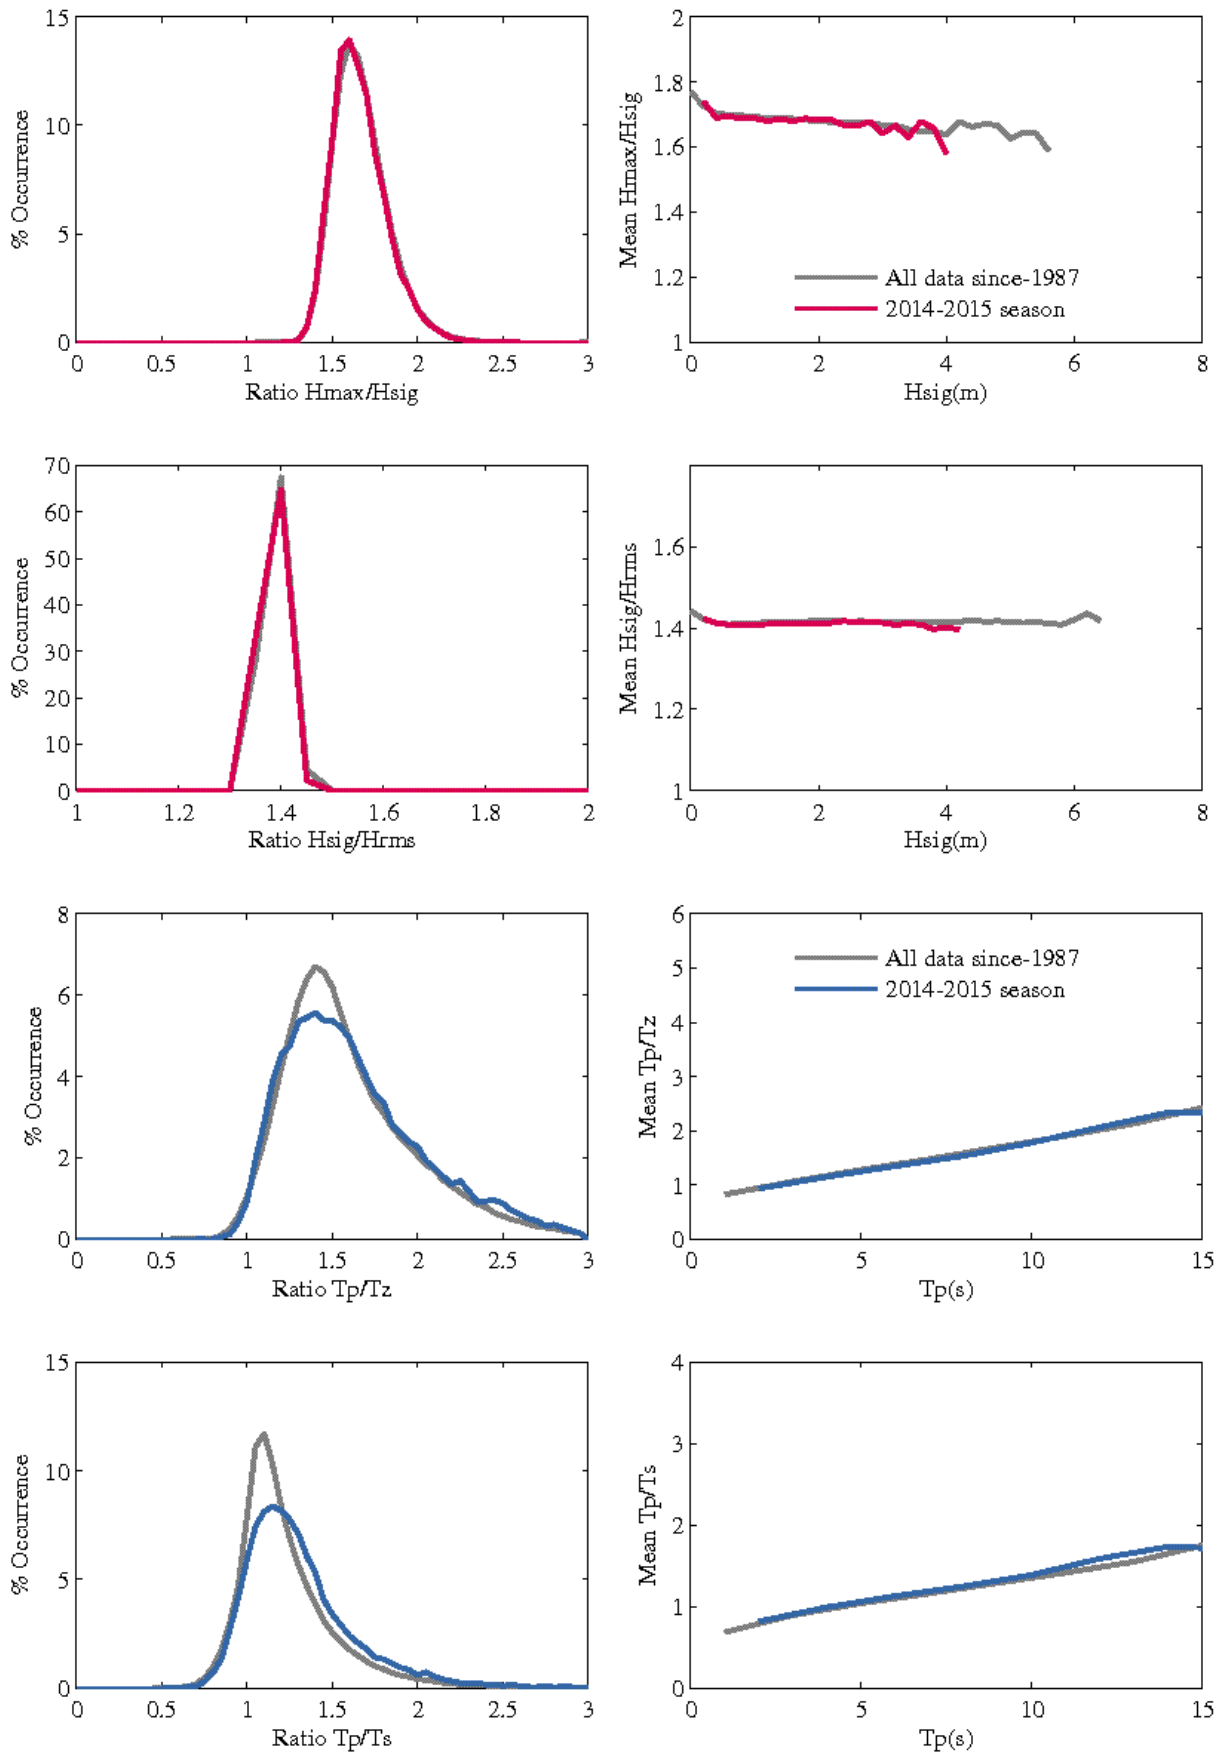 15
10
5
0
% Occurrence
0 0.5 1 1.5 2 2.5 3
Ratio Hmax/Hsig
2
1.8
1.6
1.4
1.2
1
Mean Hmax/Hsig
All data since-1987
2014-2015 season
0 2 4 6 8
Hsig(m)
70
60
50
40
30
20
10
0
% Occurrence
1 1.2 1.4 1.6 1.8 2
Ratio Hsig/Hrms
1.6
1.4
1.2
1
Mean Hsig/Hrms
0 2 4 6 8
Hsig(m)
8
6
4
2
0
% Occurrence
0 0.5 1 1.5 2 2.5 3
Ratio Tp/Tz
6
5
4
3
2
1
0
Mean Tp/Tz
All data since-1987
2014-2015 season
0 5 10 15
Tp(s)
15
10
5
0
% Occurrence
0 0.5 1 1.5 2 2.5 3
Ratio Tp/Ts
4
3
2
1
0
Mean Tp/Ts
0 5 10 15
Tp(s)